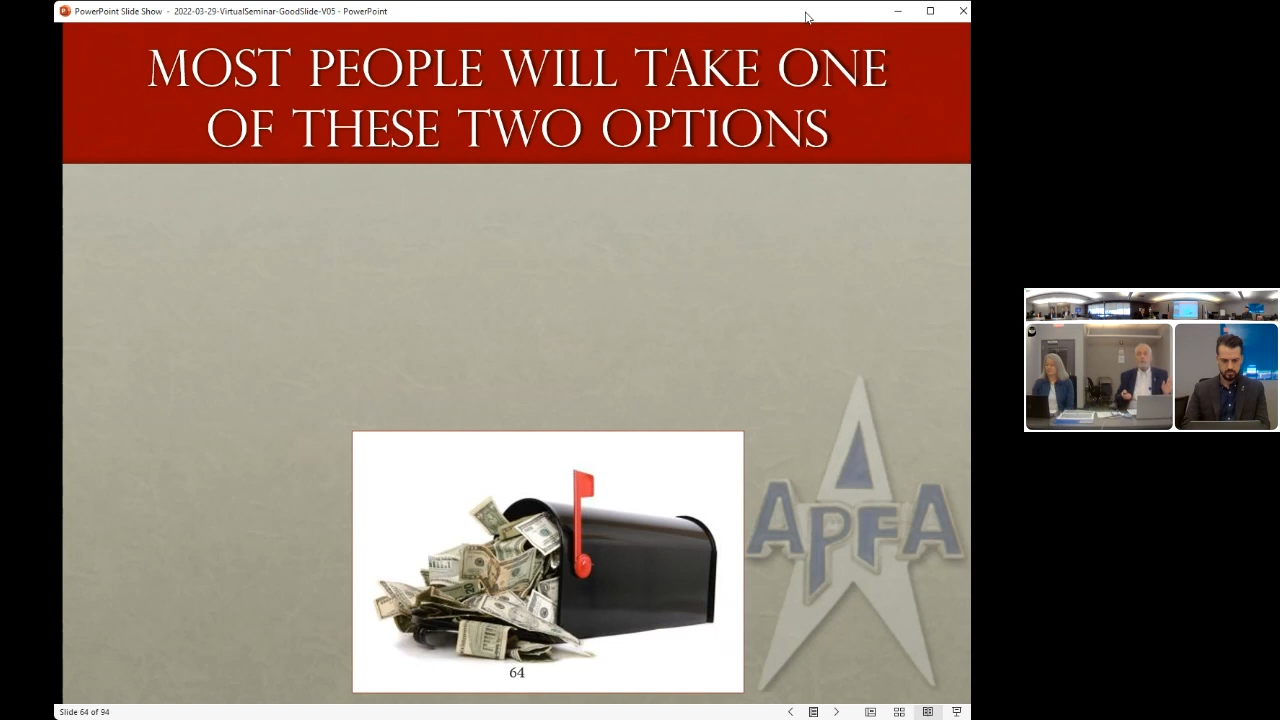 PowerPoint Slide Show - 2022-03-29-VirtualSeminar-GoodSlide-V05 - PowerPoint
MOST PEOPLE WILL TAKE ONE
OF THESE TWO OPTIONS
APFA
64
Slide 64 of 94